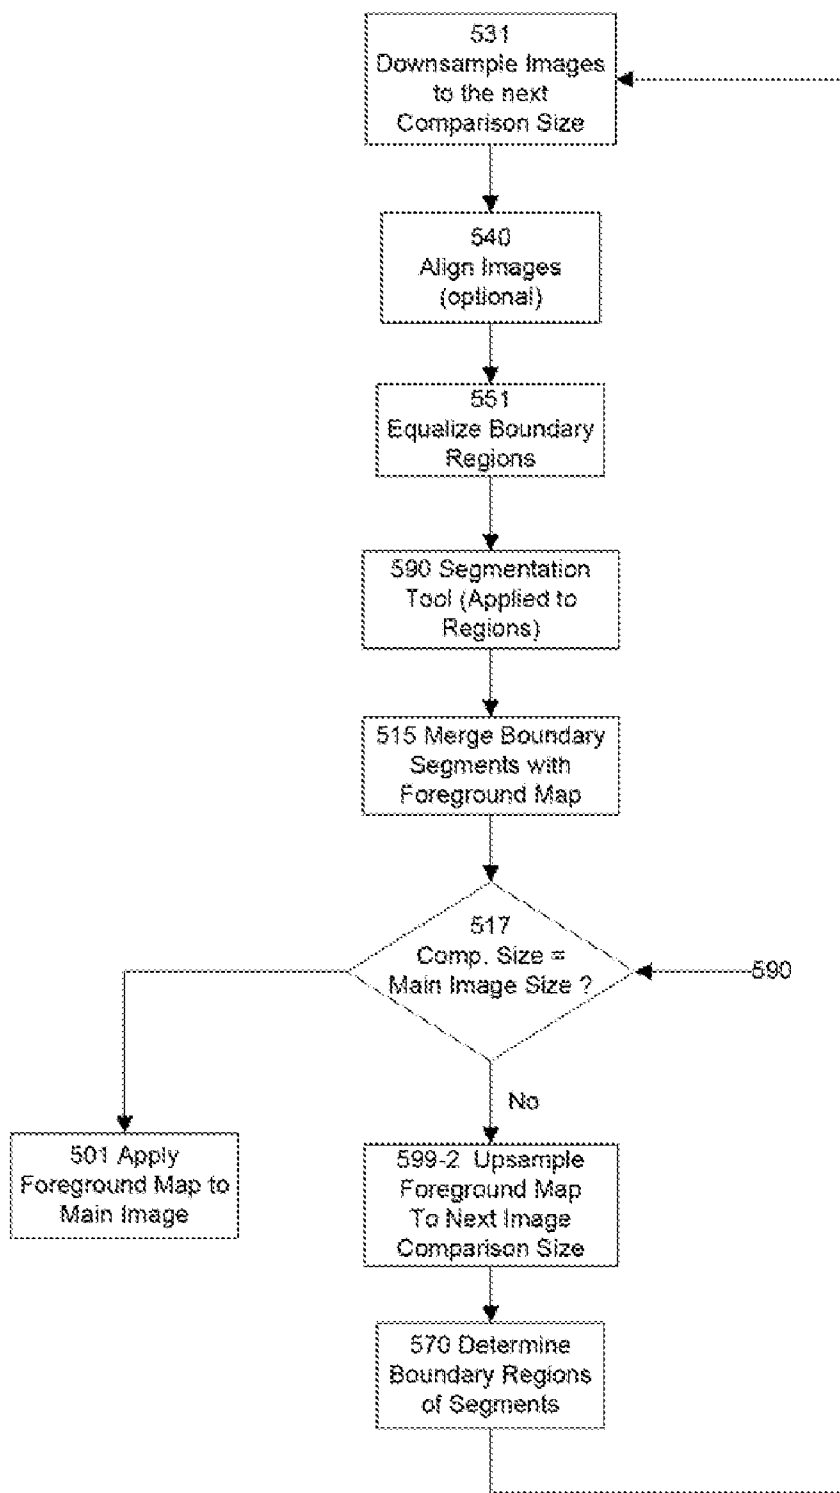 531
Downsample Images
to the next
Comparison Size
540
Align Images
(optional)
551
Equalize Boundary
Regions
590 Segmentation
Tool (Applied to
Regions)
515 Merge Boundary
Segments with
Foreground Map
517
Comp. Size =
Main Image Size ?
590
No
501 Apply
Foreground Map to
Main Image
599-2 Upsample
Foreground Map
To Next Image
Comparison Size
570 Determine
Boundary Regions
of Segments